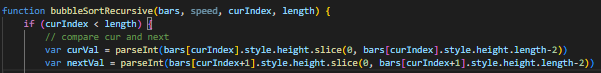 function bubbleSortRecursive(bars, speed, curIndex, length) {
if (curIndex < length) {
// compare cur and next
var curVal = parseInt(bars[curIndex].style.height.slice(0, bars[curIndex].style.height.length-2))
var nextVal = parseInt(bars[curIndex+1].style.height.slice(0, bars[curIndex+1].style.height.length-2))